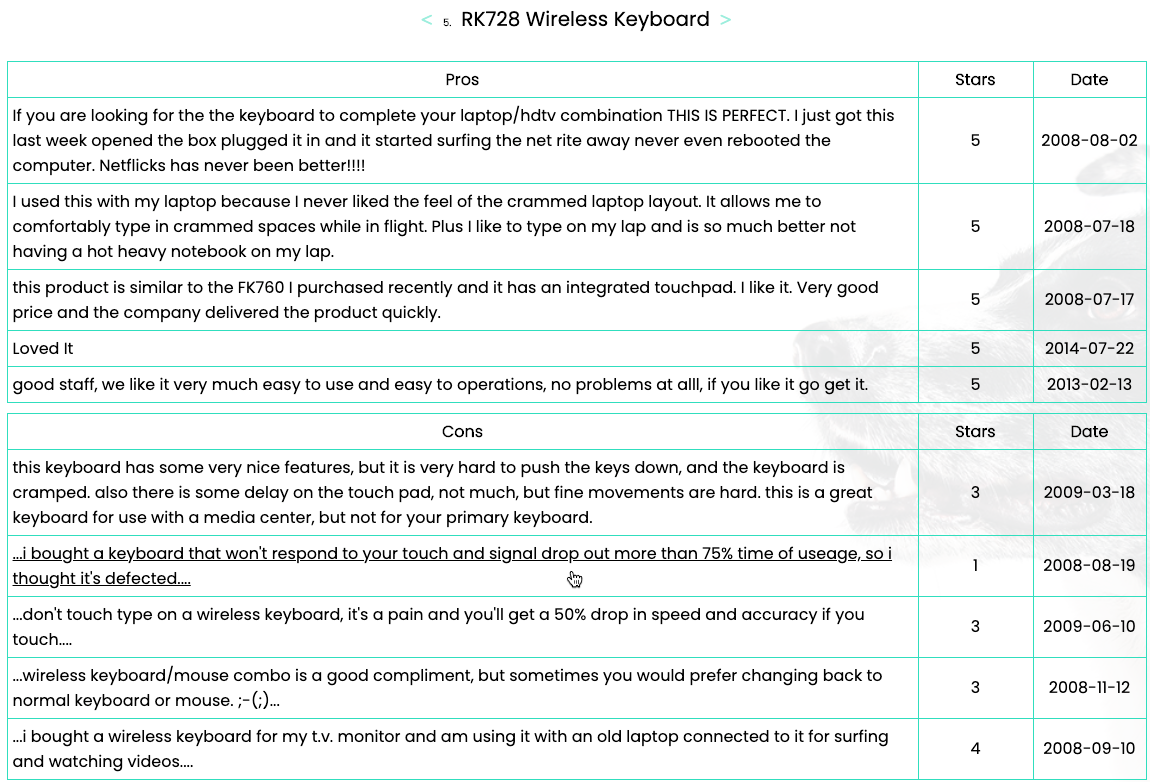 < 5. RK728 Wireless Keyboard >
Pros Stars Date
If you are looking for the the keyboard to complete your laptop/hdtv combination THIS IS PERFECT. I just got this
last week opened the box plugged it in and it started surfing the net rite away never even rebooted the
computer. Netflicks has never been better!!!!
5 2008-08-02
I used this with my laptop because I never liked the feel of the crammed laptop layout. It allows me to
comfortably type in crammed spaces while in flight. Plus I like to type on my lap and is so much better not
having a hot heavy notebook on my lap.
5 2008-07-18
this product is similar to the FK760 I purchased recently and it has an integrated touchpad. I like it. Very good
price and the company delivered the product quickly.
5 2008-07-17
Loved It 5 2014-07-22
good staff, we like it very much easy to use and easy to operations, no problems at alll, if you like it go get it. 5 2013-02-13
Cons Stars Date
this keyboard has some very nice features, but it is very hard to push the keys down, and the keyboard is
cramped. also there is some delay on the touch pad, not much, but fine movements are hard. this is a great
keyboard for use with a media center, but not for your primary keyboard.
3 2009-03-18
...i bought a keyboard that won't respond to your touch and signal drop out more than 75% time of useage, so i
thought it's defected....
1 2008-08-19
...don't touch type on a wireless keyboard, it's a pain and you'll get a 50% drop in speed and accuracy if you
touch....
3 2009-06-10
...wireless keyboard/mouse combo is a good compliment, but sometimes you would prefer changing back to
normal keyboard or mouse. ;-(;)...
3 2008-11-12
...i bought a wireless keyboard for my t.v. monitor and am using it with an old laptop connected to it for surfing
and watching videos....
4 2008-09-10